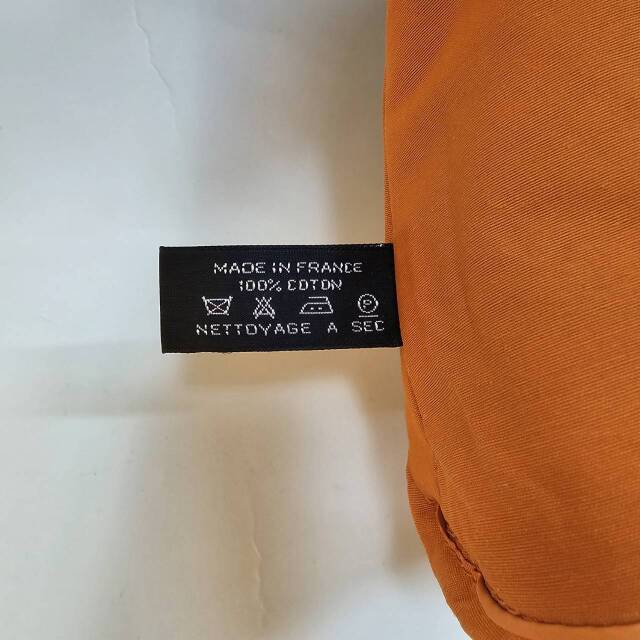 MADE IN FRANCE
100% COTON
P
NETTOYAGE A SEC